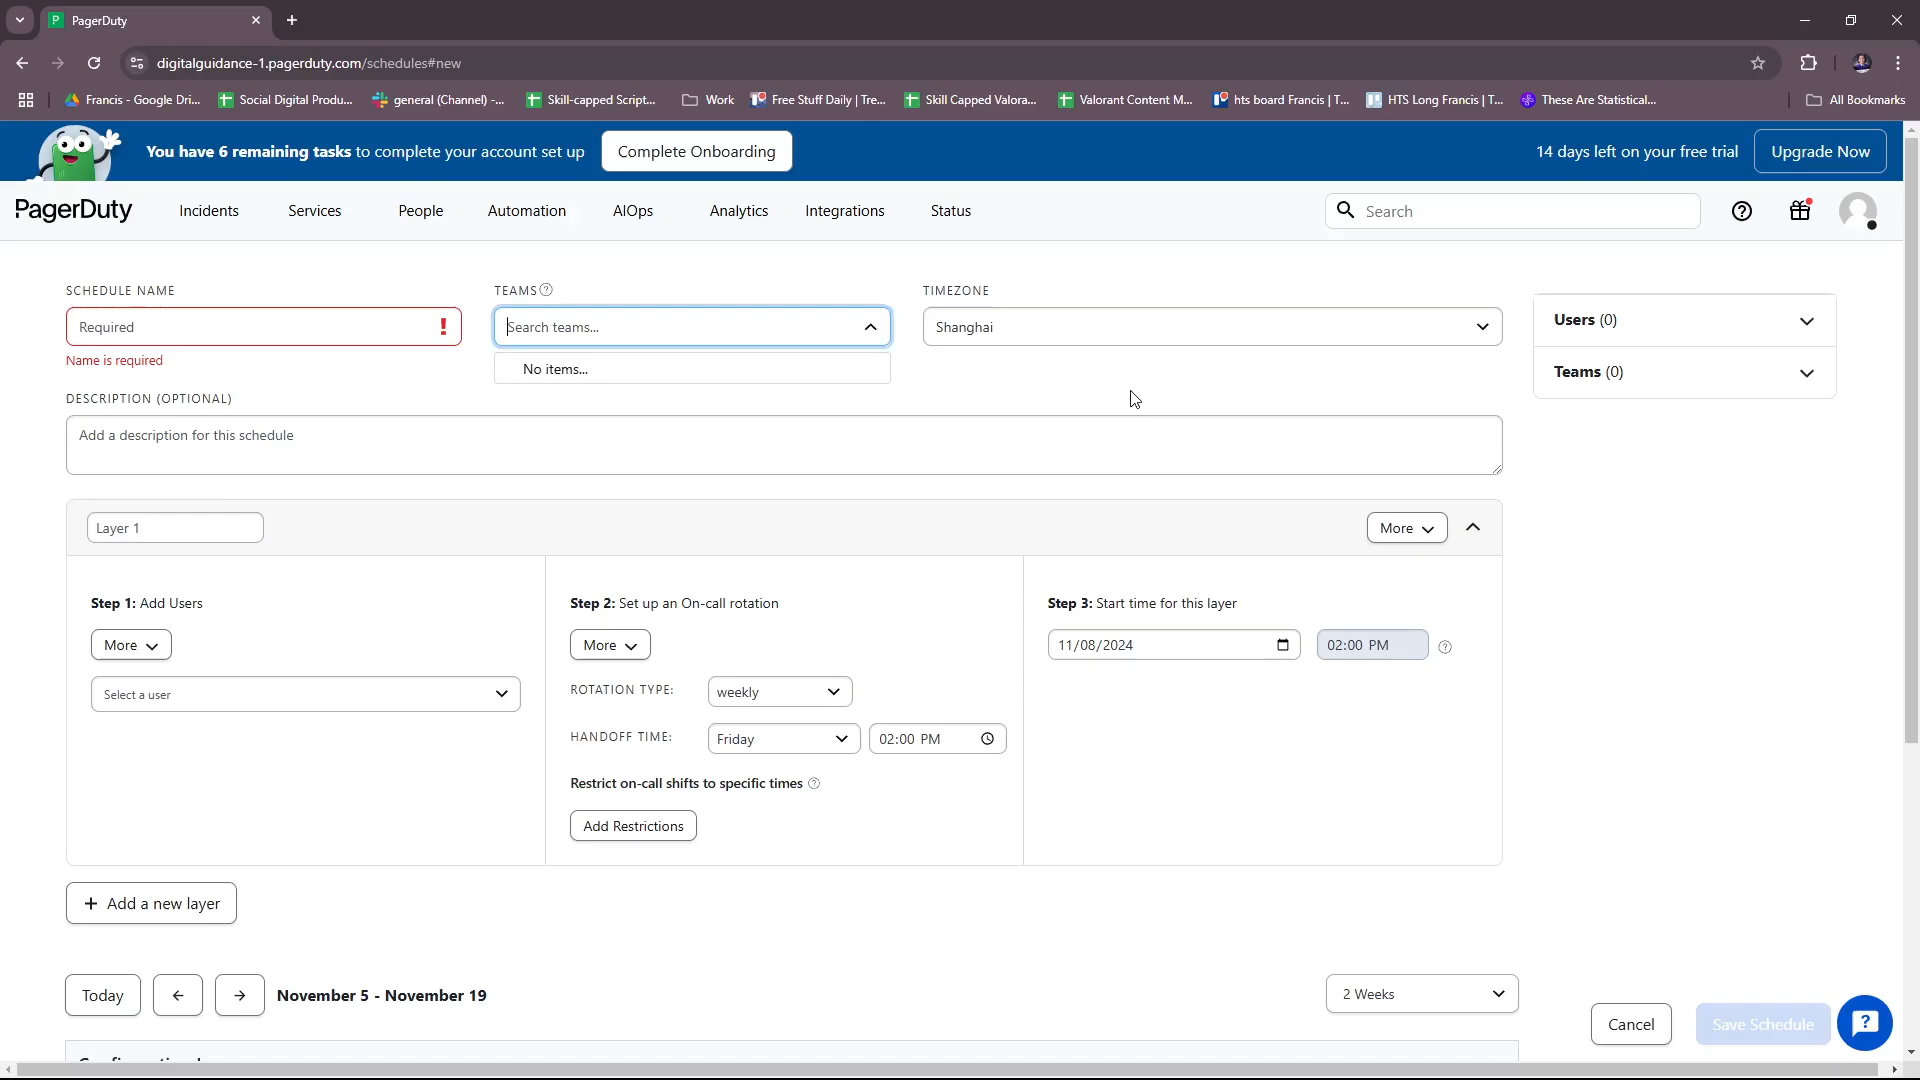 PagerDuty
digitalguidance-1.pagerduty.com/schedules#new
Francis - Google Dri...
Social Digital Produ...
general (Channel) -...
Skill-capped Script...
Work
Free Stuff Daily | Tre...
Skill Capped Valora...
Valorant Content M...
hts board Francis | T...
HTS Long Francis | T...
These Are Statistical...
All Bookmarks
You have 6 remaining tasks to complete your account set up
Complete Onboarding
14 days left on your free trial
Upgrade Now
PagerDuty
Incidents
Services
People
Automation
AIOps
Analytics
Integrations
Status
Search
SCHEDULE NAME
TEAMS
TIMEZONE
Required
Search teams...
Shanghai
Users (0)
Name is required
No items...
Teams (0)
DESCRIPTION (OPTIONAL)
Add a description for this schedule
Layer 1
More
Step 1: Add Users
More
Select a user
Step 2: Set up an On-call rotation
More
ROTATION TYPE:
weekly
HANDOFF TIME:
Friday
02:00 PM
Restrict on-call shifts to specific times
Add Restrictions
Step 3: Start time for this layer
11/08/2024
02:00 PM
+ Add a new layer
Today
November 5 - November 19
2 Weeks
Cancel
Save Schedule